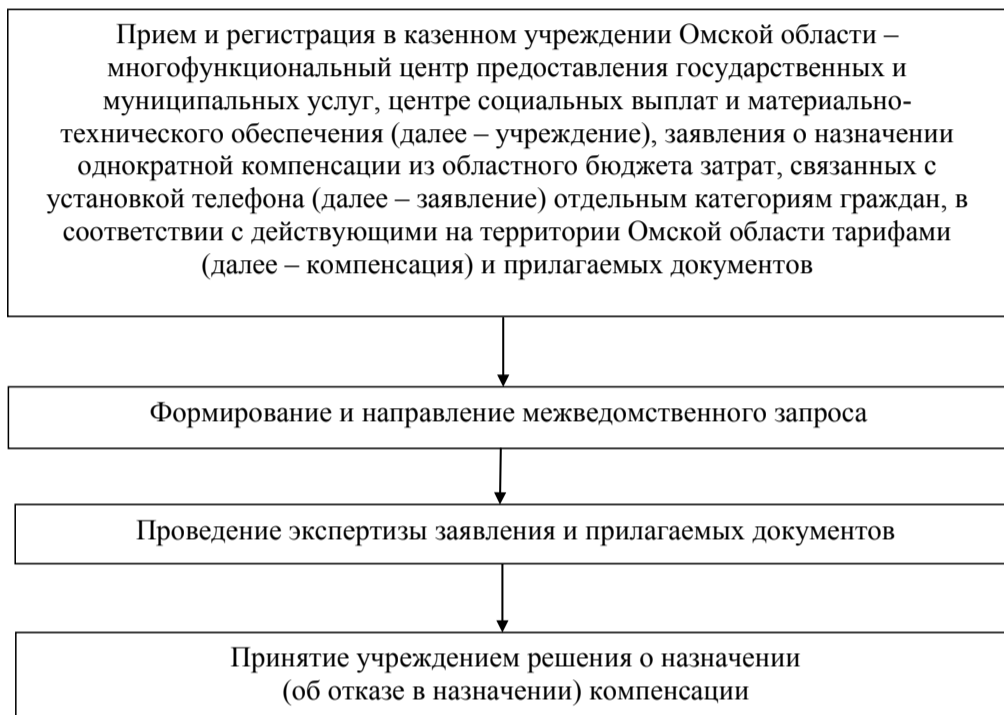 Прием и регистрация в казенном учреждении Омской области –
многофункциональный центр предоставления государственных и
муниципальных услуг, центре социальных выплат и материально-
технического обеспечения (далее – учреждение), заявления о назначении
однократной компенсации из областного бюджета затрат, связанных с
установкой телефона (далее – заявление) отдельным категориям граждан, в
соответствии с действующими на территории Омской области тарифами
(далее – компенсация) и прилагаемых документов
Формирование и направление межведомственного запроса
Проведение экспертизы заявления и прилагаемых документов
Принятие учреждением решения о назначении
(об отказе в назначении) компенсации